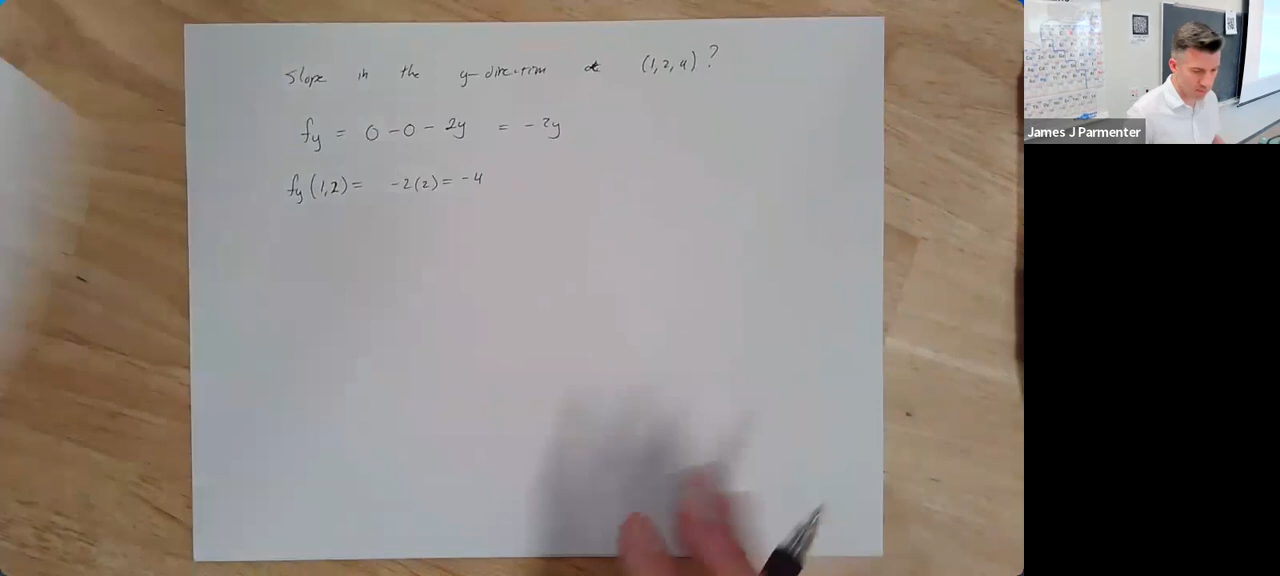 Slope in the y-direction at (1,2,4)?
fy = 0 - 0 - 2y = -2y
fy (1,2) = -2(2) = -4
James J Parmenter